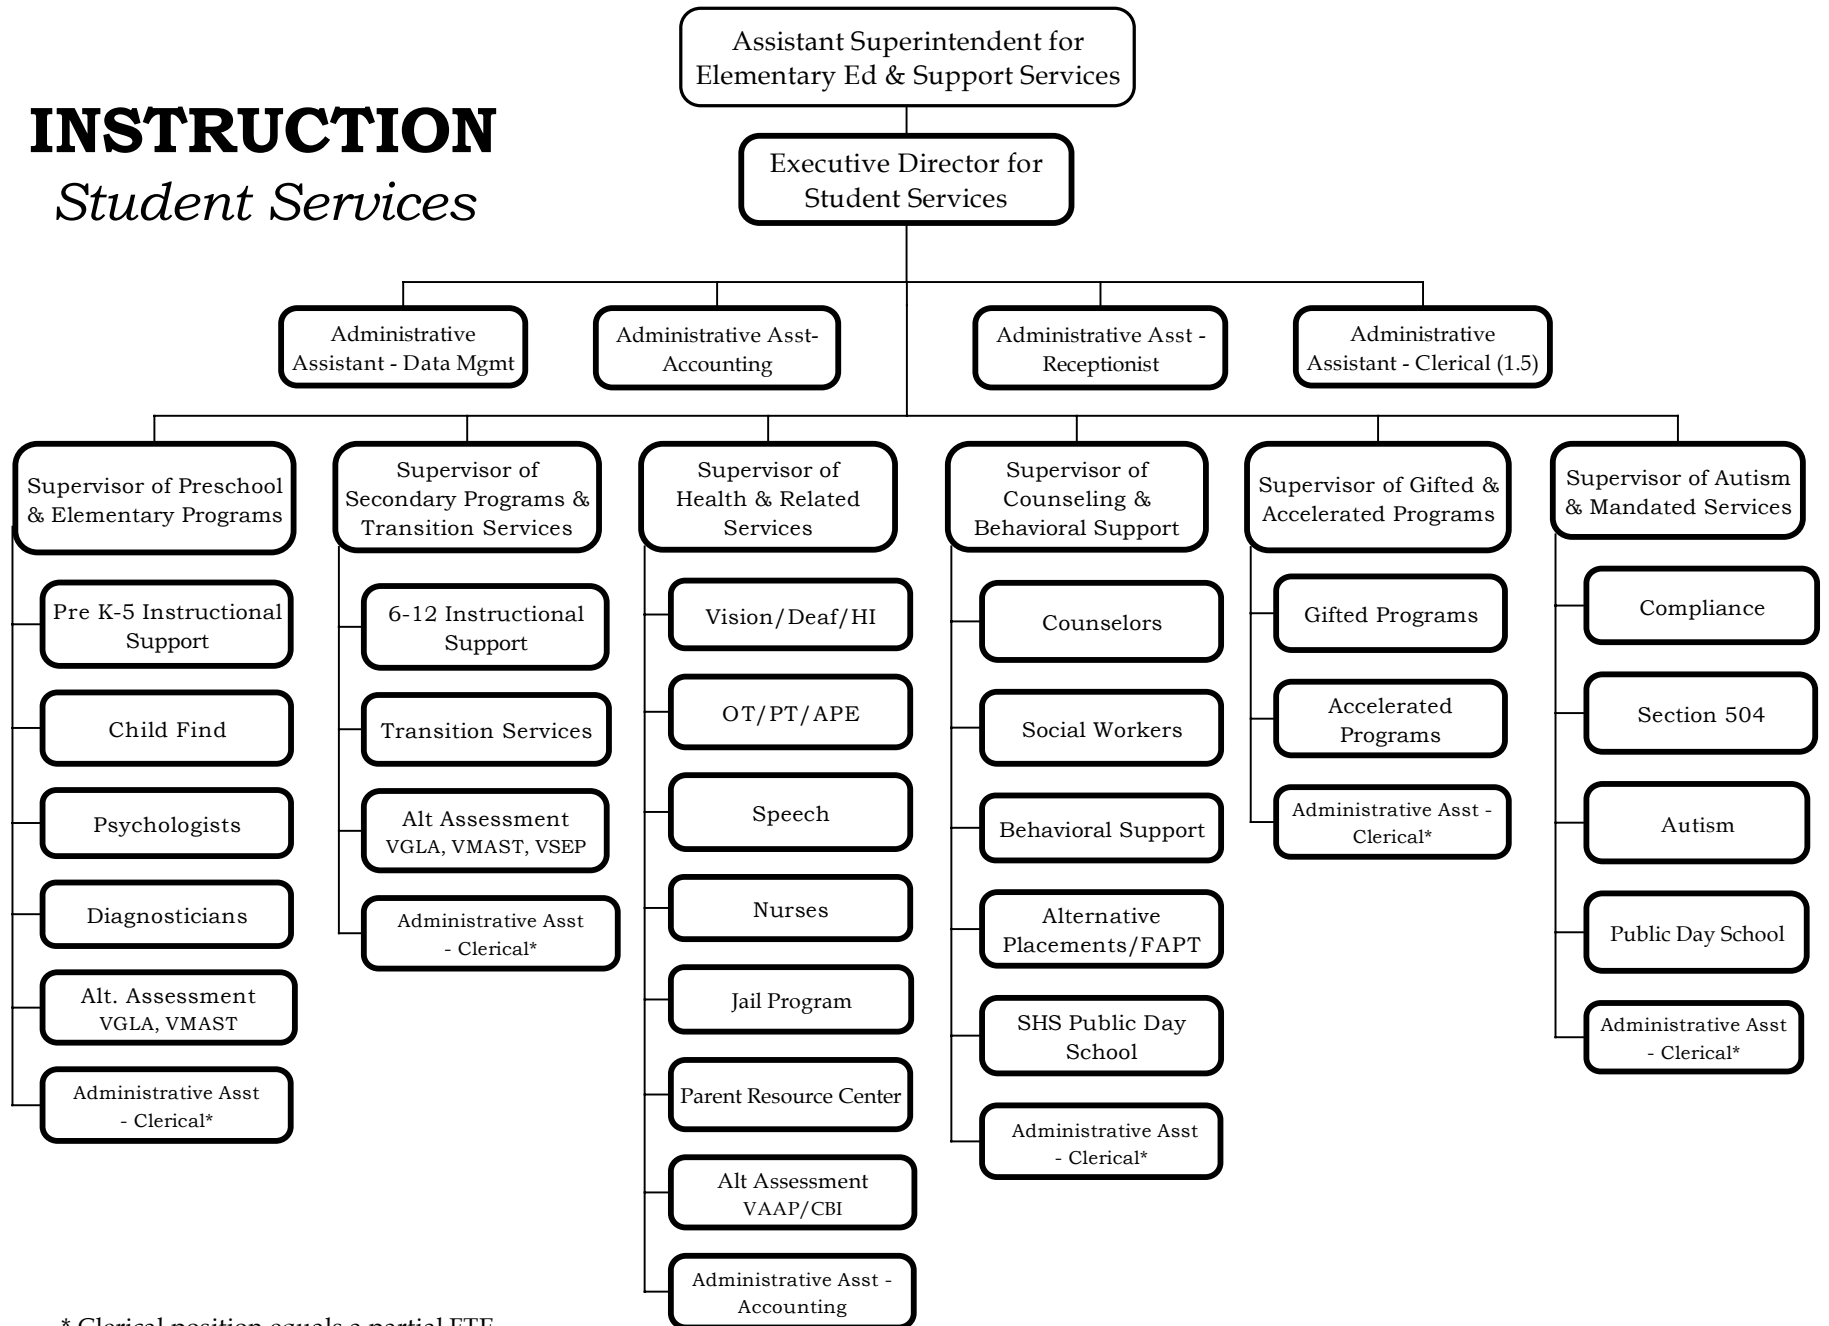 Assistant Superintendent for
Elementary Ed & Support Services
INSTRUCTION
Student Services
Executive Director for
Student Services
Administrative
Assistant - Data Mgmt
Administrative Asst-
Accounting
Administrative Asst -
Receptionist
Administrative
Assistant - Clerical (1.5)
Supervisor of Preschool
& Elementary Programs
Pre K-5 Instructional
Support
Child Find
Psychologists
Diagnosticians
Alt. Assessment
VGLA, VMAST
Administrative Asst
- Clerical*
Supervisor of
Secondary Programs &
Transition Services
6-12 Instructional
Support
Transition Services
Alt Assessment
VGLA, VMAST, VSEP
Administrative Asst
- Clerical*
Supervisor of
Health & Related
Services
Vision/Deaf/HI
OT/PT/APE
Speech
Nurses
Jail Program
Parent Resource Center
Alt Assessment
VAAP/CBI
Administrative Asst -
Accounting
Supervisor of
Counseling &
Behavioral Support
Counselors
Social Workers
Behavioral Support
Alternative
Placements/FAPT
SHS Public Day
School
Administrative Asst
- Clerical*
Supervisor of Gifted &
Accelerated Programs
Gifted Programs
Accelerated
Programs
Administrative Asst -
Clerical*
Supervisor of Autism
& Mandated Services
Compliance
Section 504
Autism
Public Day School
Administrative Asst
- Clerical*
* Clerical position equals a partial FTE